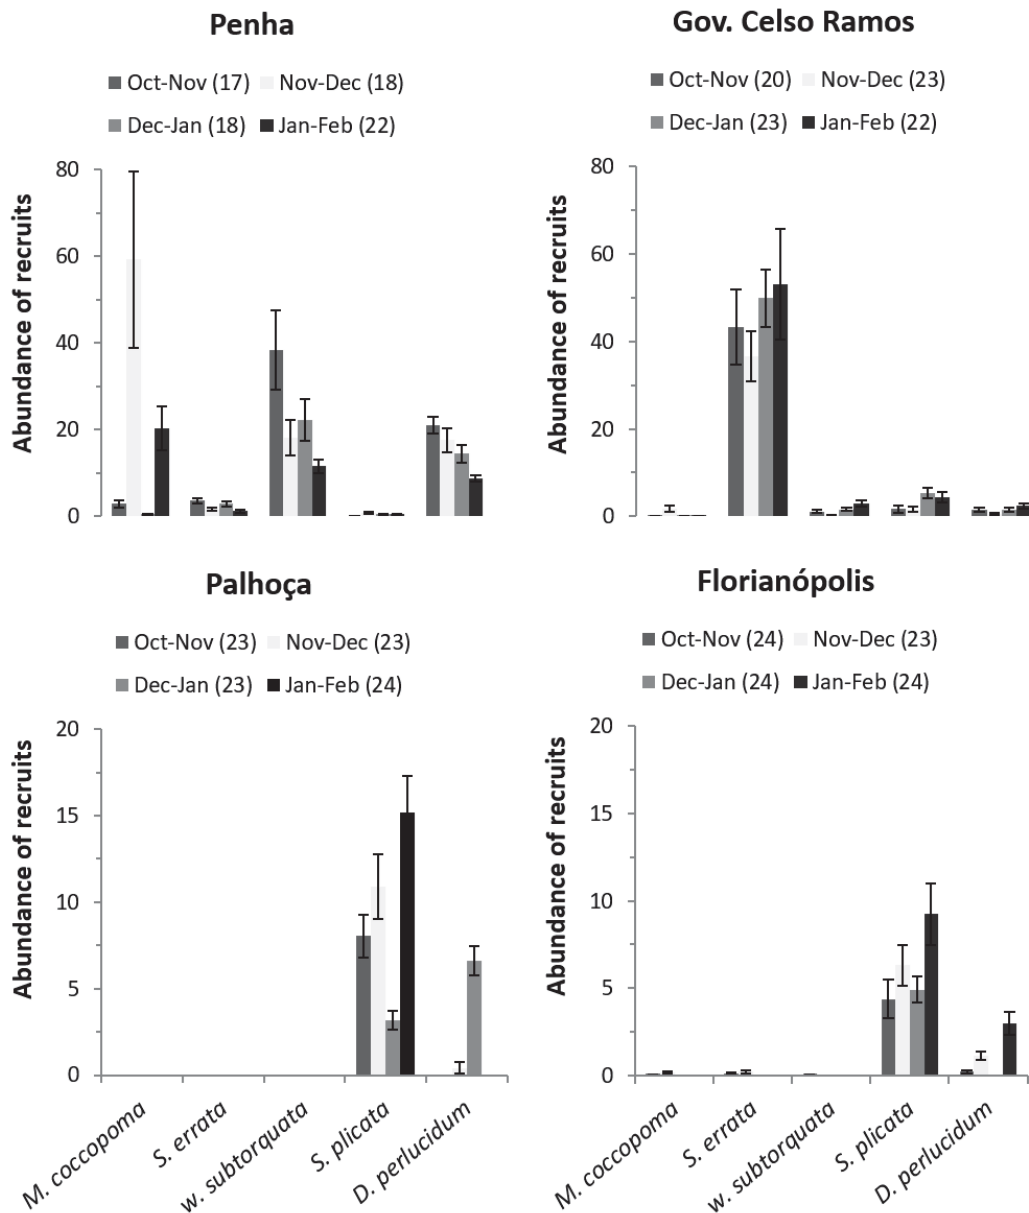 Penha
Oct-Nov (17) Nov-Dec (18)
Dec-Jan (18) Jan-Feb (22)
Abundance of recruits
80
60
40
20
0
Gov. Celso Ramos
Oct-Nov (20) Nov-Dec (23)
Dec-Jan (23) Jan-Feb (22)
Abundance of recruits
80
60
40
20
0
Palhoça
Oct-Nov (23) Nov-Dec (23)
Dec-Jan (23) Jan-Feb (24)
Abundance of recruits
20
15
10
5
0
M. coccopoma
S. errata
w. subtorquata
S. plicata
D. perlucidum
Florianópolis
Oct-Nov (24) Nov-Dec (23)
Dec-Jan (24) Jan-Feb (24)
Abundance of recruits
20
15
10
5
0
M. coccopoma
S. errata
w. subtorquata
S. plicata
D. perlucidum